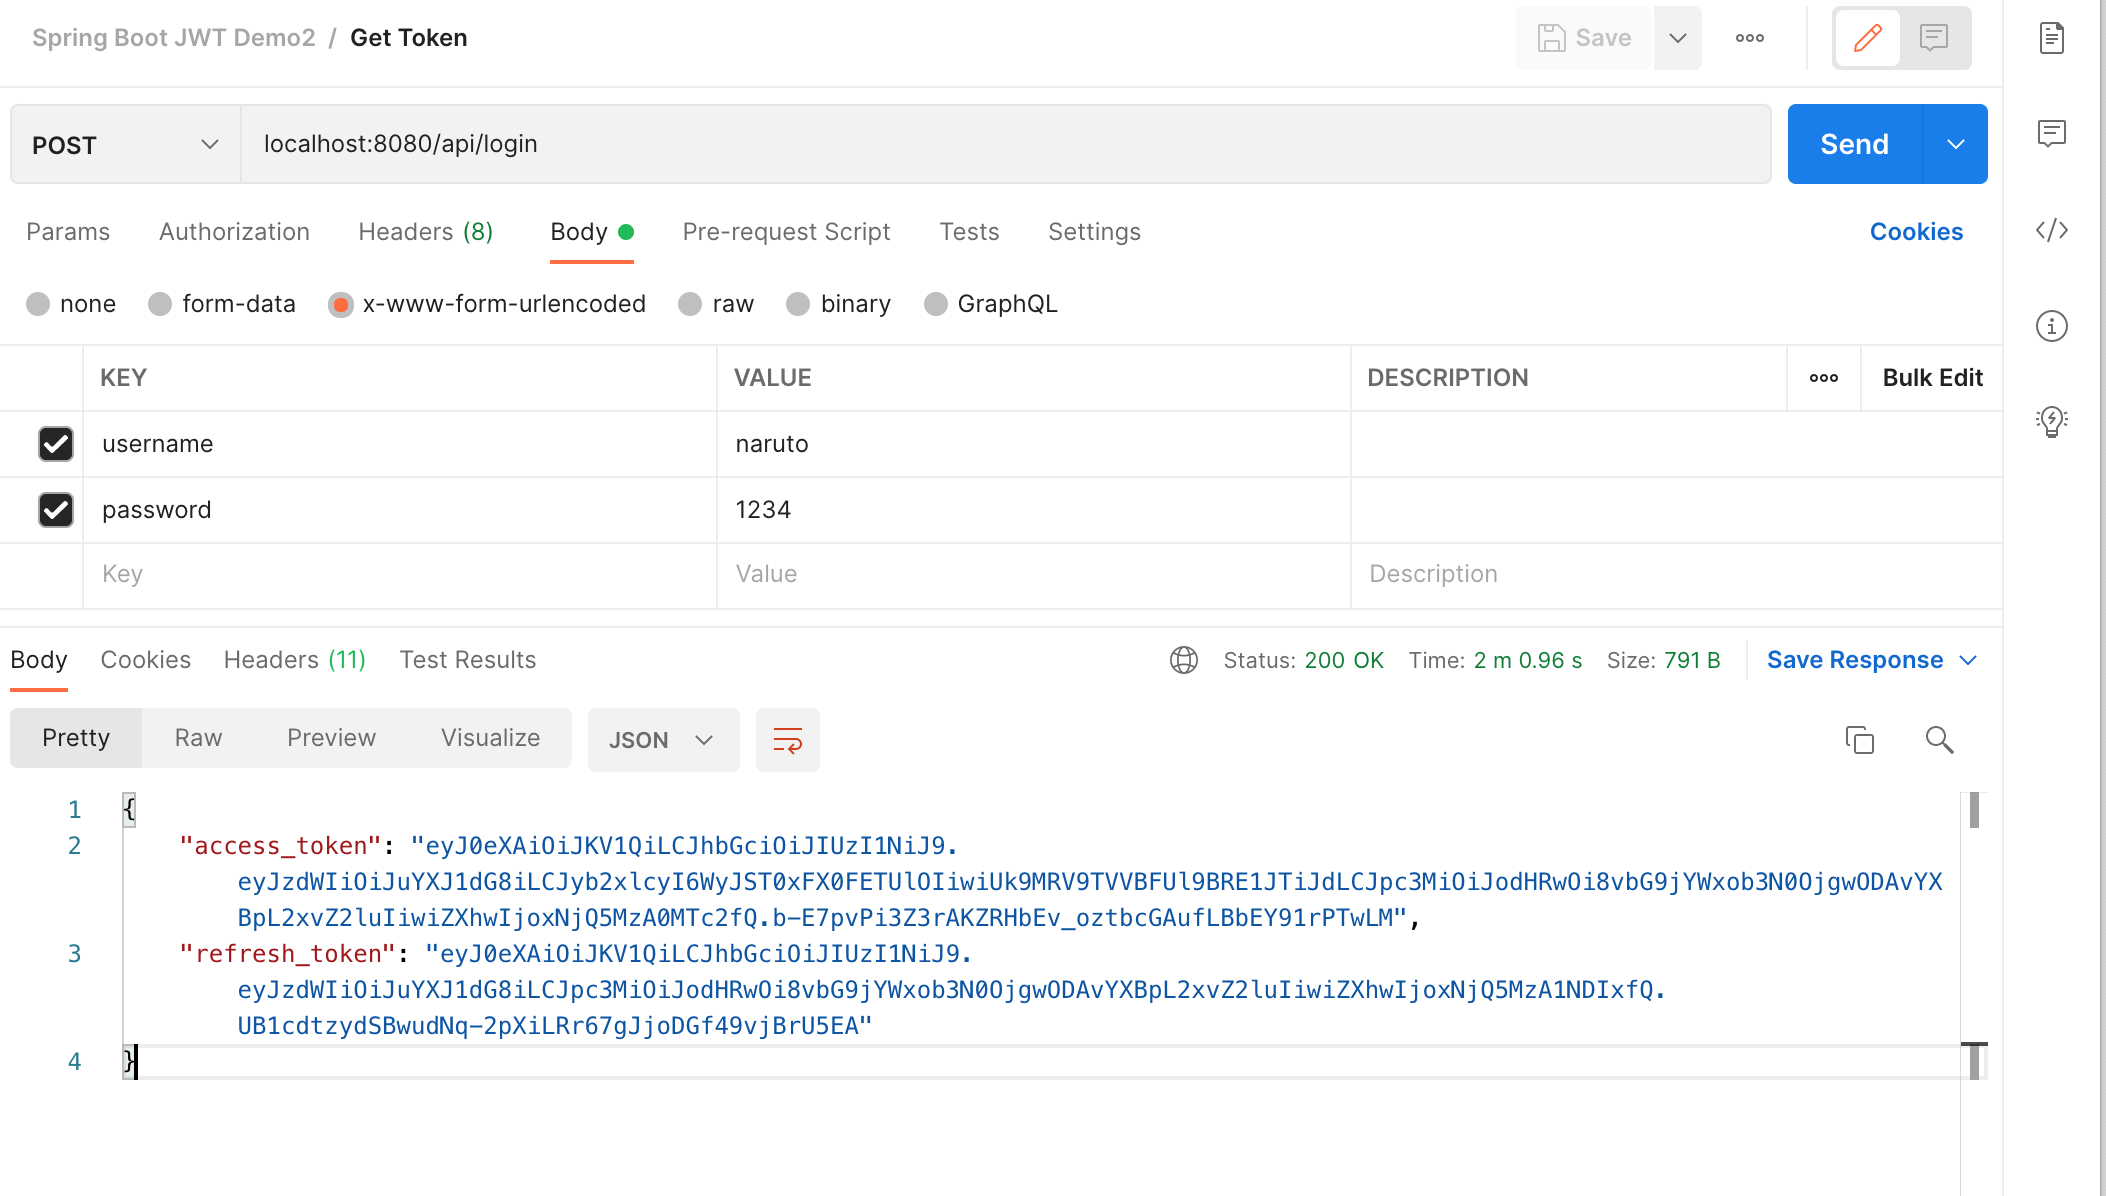 Spring Boot JWT Demo2 / Get Token
Save
POST
localhost:8080/api/login
Send
Params Authorization Headers (8) Body Pre-request Script Tests Settings Cookies
none form-data x-www-form-urlencoded raw binary GraphQL
KEY VALUE DESCRIPTION Bulk Edit
username naruto
password 1234
Key Value Description
Body Cookies Headers (11) Test Results Status: 200 OK Time: 2 m 0.96 s Size: 791 B Save Response
Pretty Raw Preview Visualize JSON
1 {
2 "access_token": "eyJ0eXAiOiJKV1QiLCJhbGciOiJIUzI1NiJ9.
eyJzdWIiOiJuYXJ1dG8iLCJyb2xlcyI6WyJST0xFX0FETUlOIiwiUk9MRV9TVVBFUl9BRE1JTiJdLCJpc3MiOiJodHRwOi8vbG9jYWxob3N0OjgwODAvYX
BpL2xvZ2luIiwiZXhwIjoxNjQ5MzA0MTc2fQ.b-E7pvPi3Z3rAKZRHbEv_oztbcGAufLBbEY91rPTwLM",
3 "refresh_token": "eyJ0eXAiOiJKV1QiLCJhbGciOiJIUzI1NiJ9.
eyJzdWIiOiJuYXJ1dG8iLCJpc3MiOiJodHRwOi8vbG9jYWxob3N0OjgwODAvYXBpL2xvZ2luIiwiZXhwIjoxNjQ5MzA1NDIxfQ.
UB1cdtzydSBwudNq-2pXiLRr67gJjoDGf49vjBrU5EA"
4 }